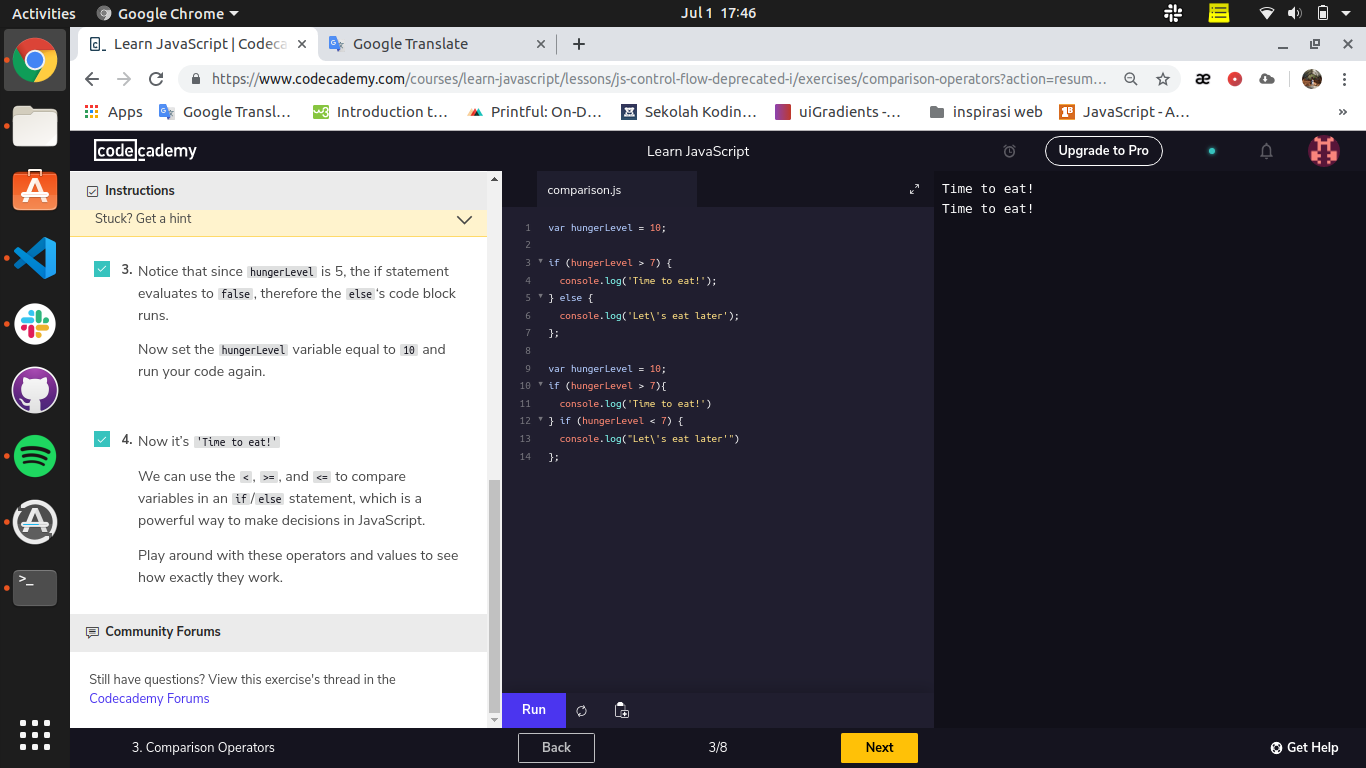 Activities
Google Chrome
Jul 1 17:46
Learn JavaScript | Codeca
Google Translate
https://www.codecademy.com/courses/learn-javascript/lessons/js-control-flow-deprecated-i/exercises/comparison-operators?action=resum...
Apps
Google Transl...
Introduction t...
Printful: On-D...
Sekolah Kodin...
uiGradients -...
inspirasi web
JavaScript - A...
»
codecademy
Learn JavaScript
Upgrade to Pro
Instructions
Stuck? Get a hint
3. Notice that since hungerLevel is 5, the if statement
evaluates to false, therefore the else's code block
runs.
Now set the hungerLevel variable equal to 10 and
run your code again.
4. Now it's 'Time to eat!'
We can use the <, >=, and <= to compare
variables in an if/else statement, which is a
powerful way to make decisions in JavaScript.
Play around with these operators and values to see
how exactly they work.
Community Forums
Still have questions? View this exercise's thread in the
Codecademy Forums
comparison.js
1 var hungerLevel = 10;
2
3 if (hungerLevel > 7) {
4 console.log('Time to eat!');
5 } else {
6 console.log('Let\'s eat later');
7 };
8
9 var hungerLevel = 10;
10 if (hungerLevel > 7){
11 console.log('Time to eat!')
12 } if (hungerLevel < 7) {
13 console.log("Let\'s eat later'")
14 };
Time to eat!
Time to eat!
Run
3. Comparison Operators
Back
3/8
Next
Get Help